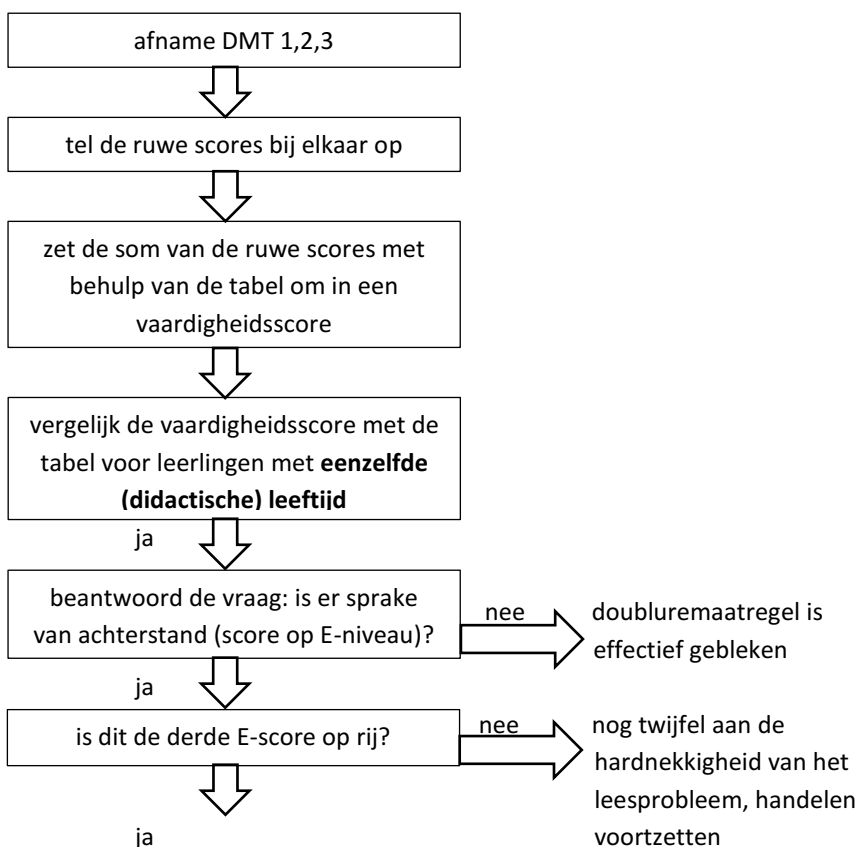 afname DMT 1,2,3
tel de ruwe scores bij elkaar op
zet de som van de ruwe scores met
behulp van de tabel om in een
vaardigheidsscore
vergelijk de vaardigheidsscore met de
tabel voor leerlingen met eenzelfde
(didactische) leeftijd
ja
beantwoord de vraag: is er sprake
van achterstand (score op E-niveau)?
nee
doubluremaatregel is
effectief gebleken
ja
is dit de derde E-score op rij?
nee
nog twijfel aan de
hardnekkigheid van het
leesprobleem, handelen
voortzetten
ja